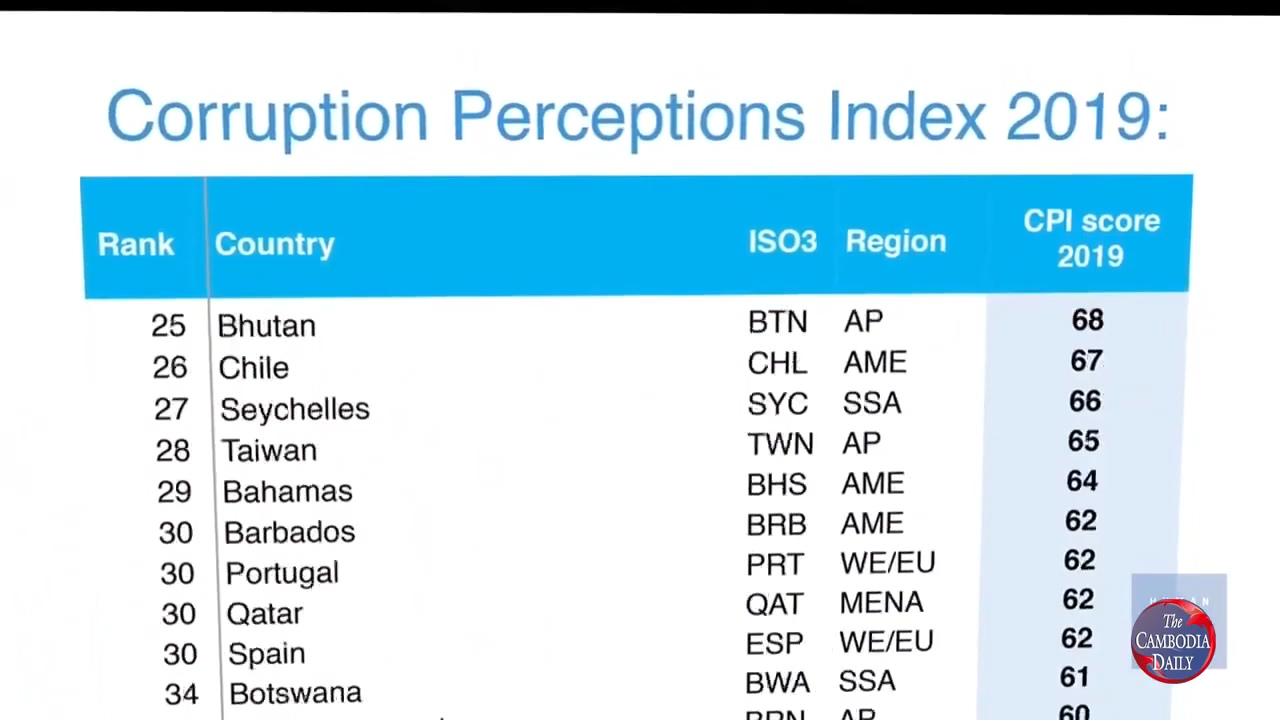 Corruption Perceptions Index 2019:
Rank Country ISO3 Region CPI score 2019
25 Bhutan BTN AP 68
26 Chile CHL AME 67
27 Seychelles SYC SSA 66
28 Taiwan TWN AP 65
29 Bahamas BHS AME 64
30 Barbados BRB AME 62
30 Portugal PRT WE/EU 62
30 Qatar QAT MENA 62
30 Spain ESP WE/EU 62
34 Botswana BWA SSA 61
BRN AP 60
The
CAMBODIA
DAILY